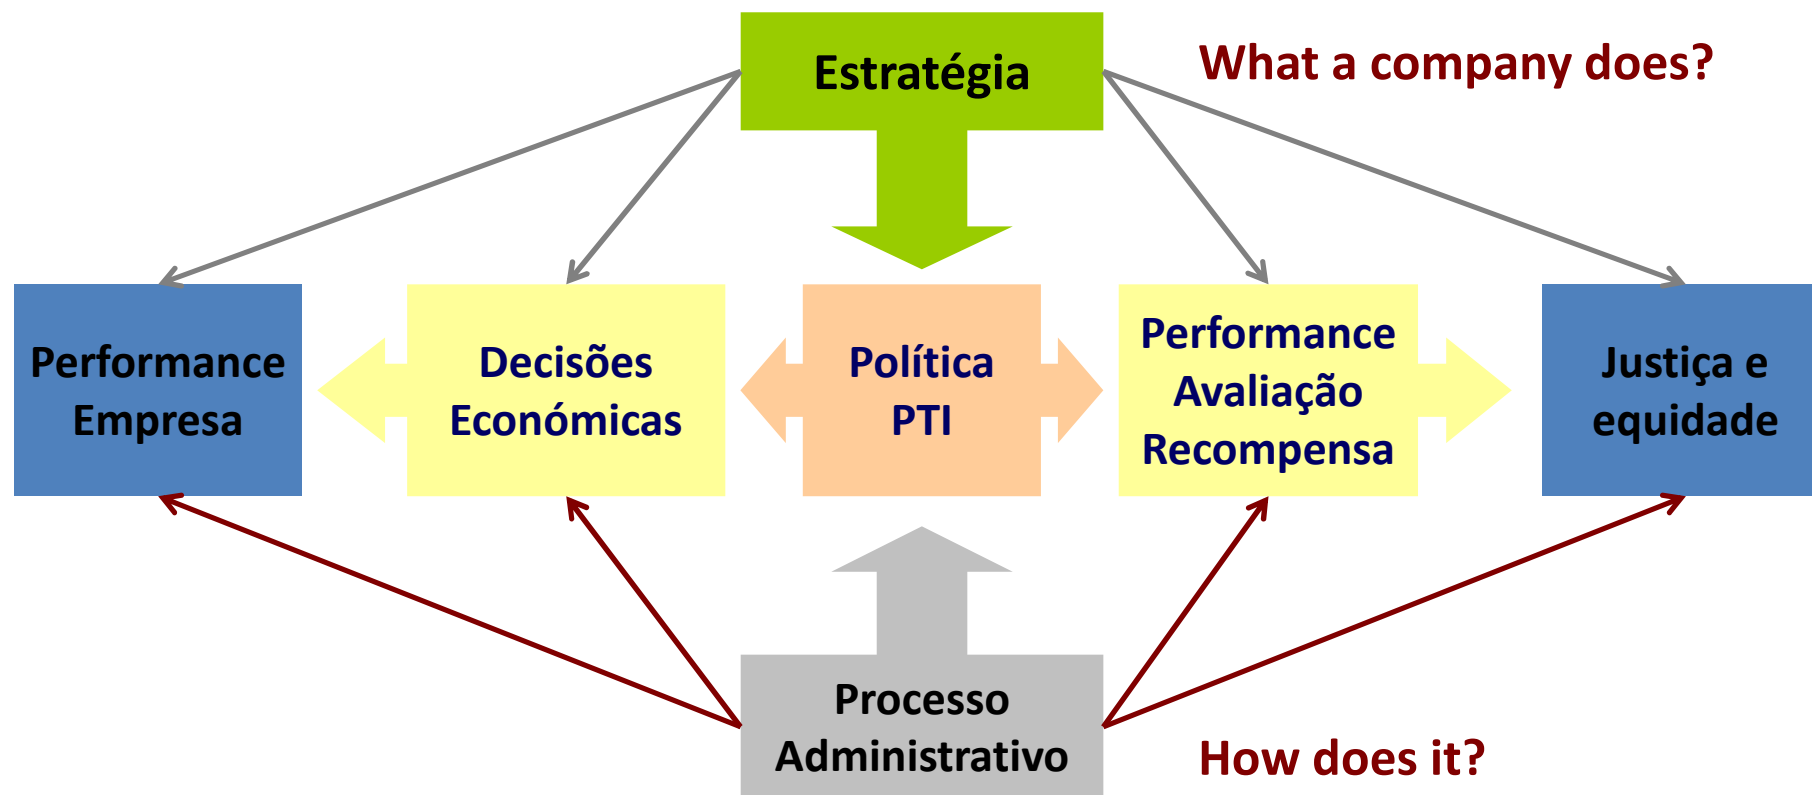 Estratégia
What a company does?
Performance
Empresa
Decisões
Económicas
Política
PTI
Performance
Avaliação
Recompensa
Justiça e
equidade
Processo
Administrativo
How does it?